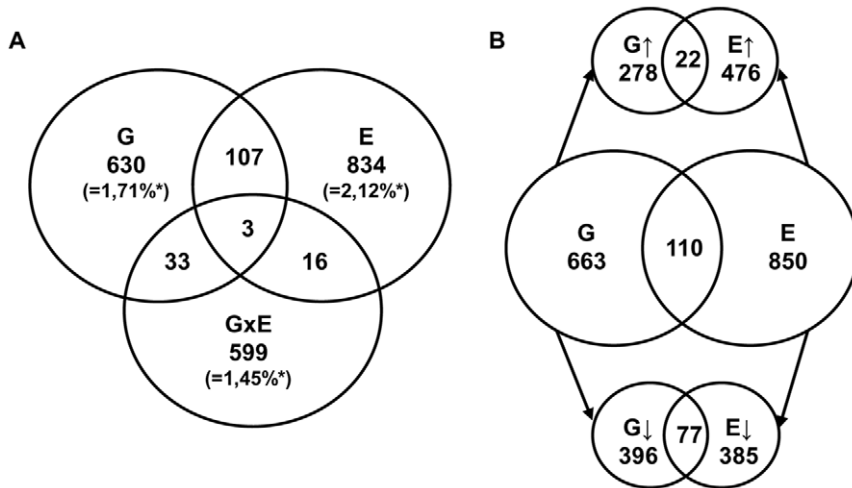 A
G
630
(=1,71%*)
107
E
834
(=2,12%*)
3
33
16
GxE
599
(=1,45%*)
B
G↑
278
22
E↑
476
G
663
110
E
850
G↓
396
77
E↓
385